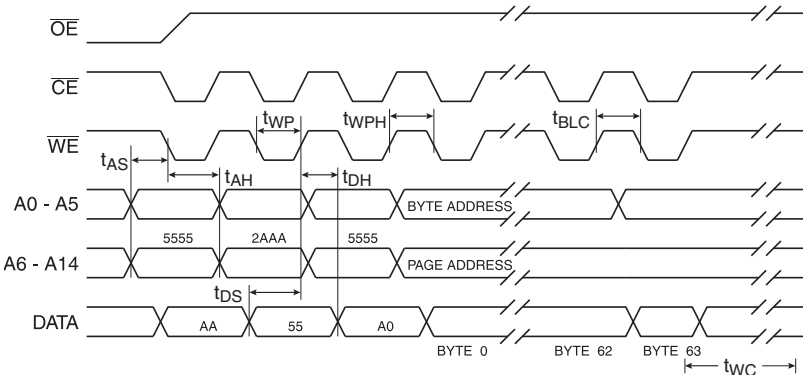 OE
CE
tWP tWPH tBLC
WE
tAS
tAH tDH
A0 - A5 BYTE ADDRESS
5555 2AAA 5555
A6 - A14 PAGE ADDRESS
tDS
DATA AA 55 A0
BYTE 0 BYTE 62 BYTE 63
tWC